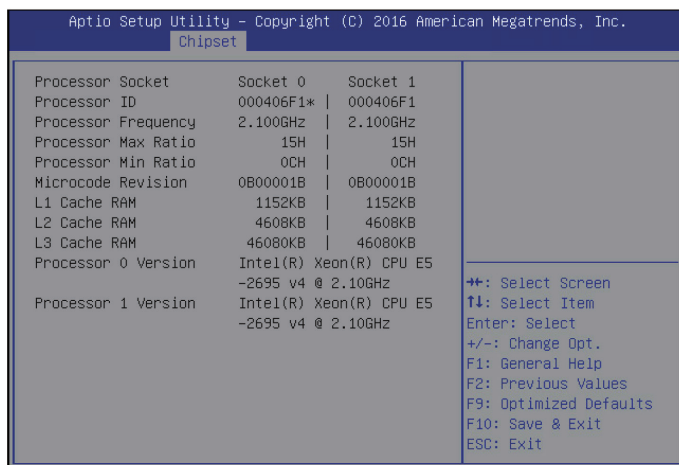 Aptio Setup Utility – Copyright (C) 2016 American Megatrends, Inc.
Chipset
Processor Socket Socket 0 Socket 1
Processor ID 000406F1* | 000406F1
Processor Frequency 2.100GHz | 2.100GHz
Processor Max Ratio 15H | 15H
Processor Min Ratio 0CH | 0CH
Microcode Revision 0B00001B | 0B00001B
L1 Cache RAM 1152KB | 1152KB
L2 Cache RAM 4608KB | 4608KB
L3 Cache RAM 46080KB | 46080KB
Processor 0 Version Intel(R) Xeon(R) CPU E5
-2695 v4 @ 2.10GHz
Processor 1 Version Intel(R) Xeon(R) CPU E5
-2695 v4 @ 2.10GHz
→←: Select Screen
↑↓: Select Item
Enter: Select
+/-: Change Opt.
F1: General Help
F2: Previous Values
F9: Optimized Defaults
F10: Save & Exit
ESC: Exit